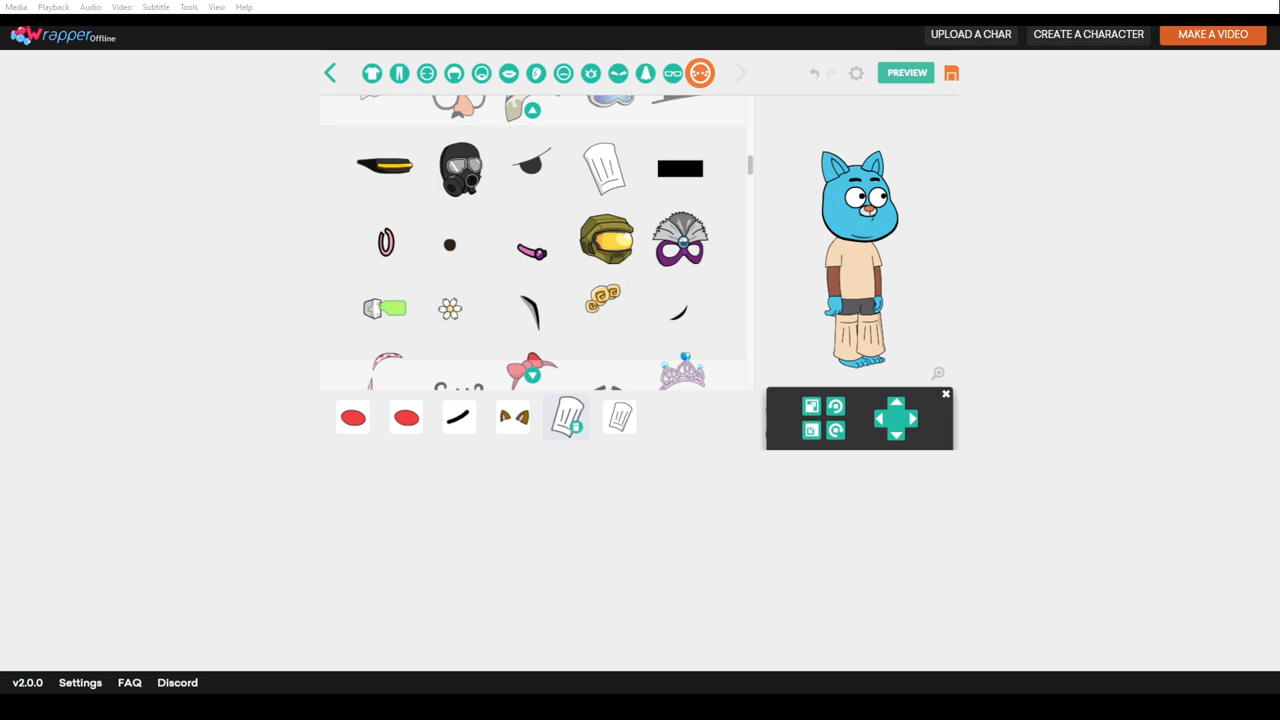 Media Playback Audio Video Subtitle Tools View Help
Wrapper Offline
UPLOAD A CHAR CREATE A CHARACTER MAKE A VIDEO
PREVIEW
v2.0.0 Settings FAQ Discord